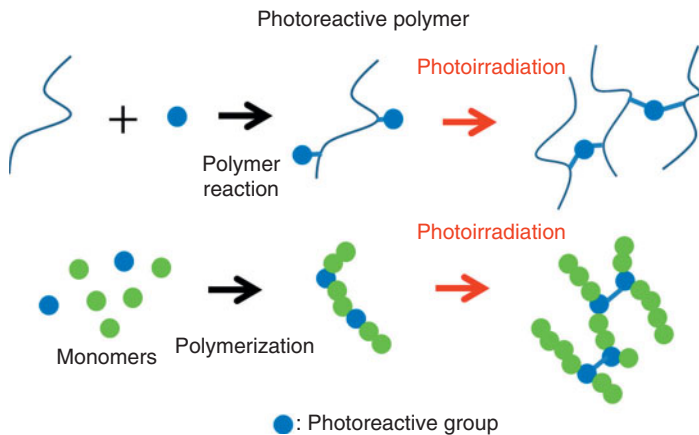 Photoreactive polymer
Photoirradiation
+
Polymer
reaction
Photoirradiation
Monomers
Polymerization
: Photoreactive group